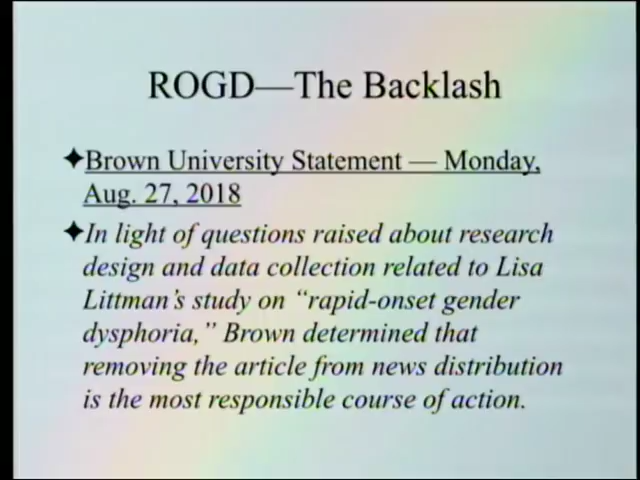 ROGD—The Backlash
✦Brown University Statement — Monday,
Aug. 27, 2018
✦In light of questions raised about research
design and data collection related to Lisa
Littman's study on “rapid-onset gender
dysphoria,” Brown determined that
removing the article from news distribution
is the most responsible course of action.